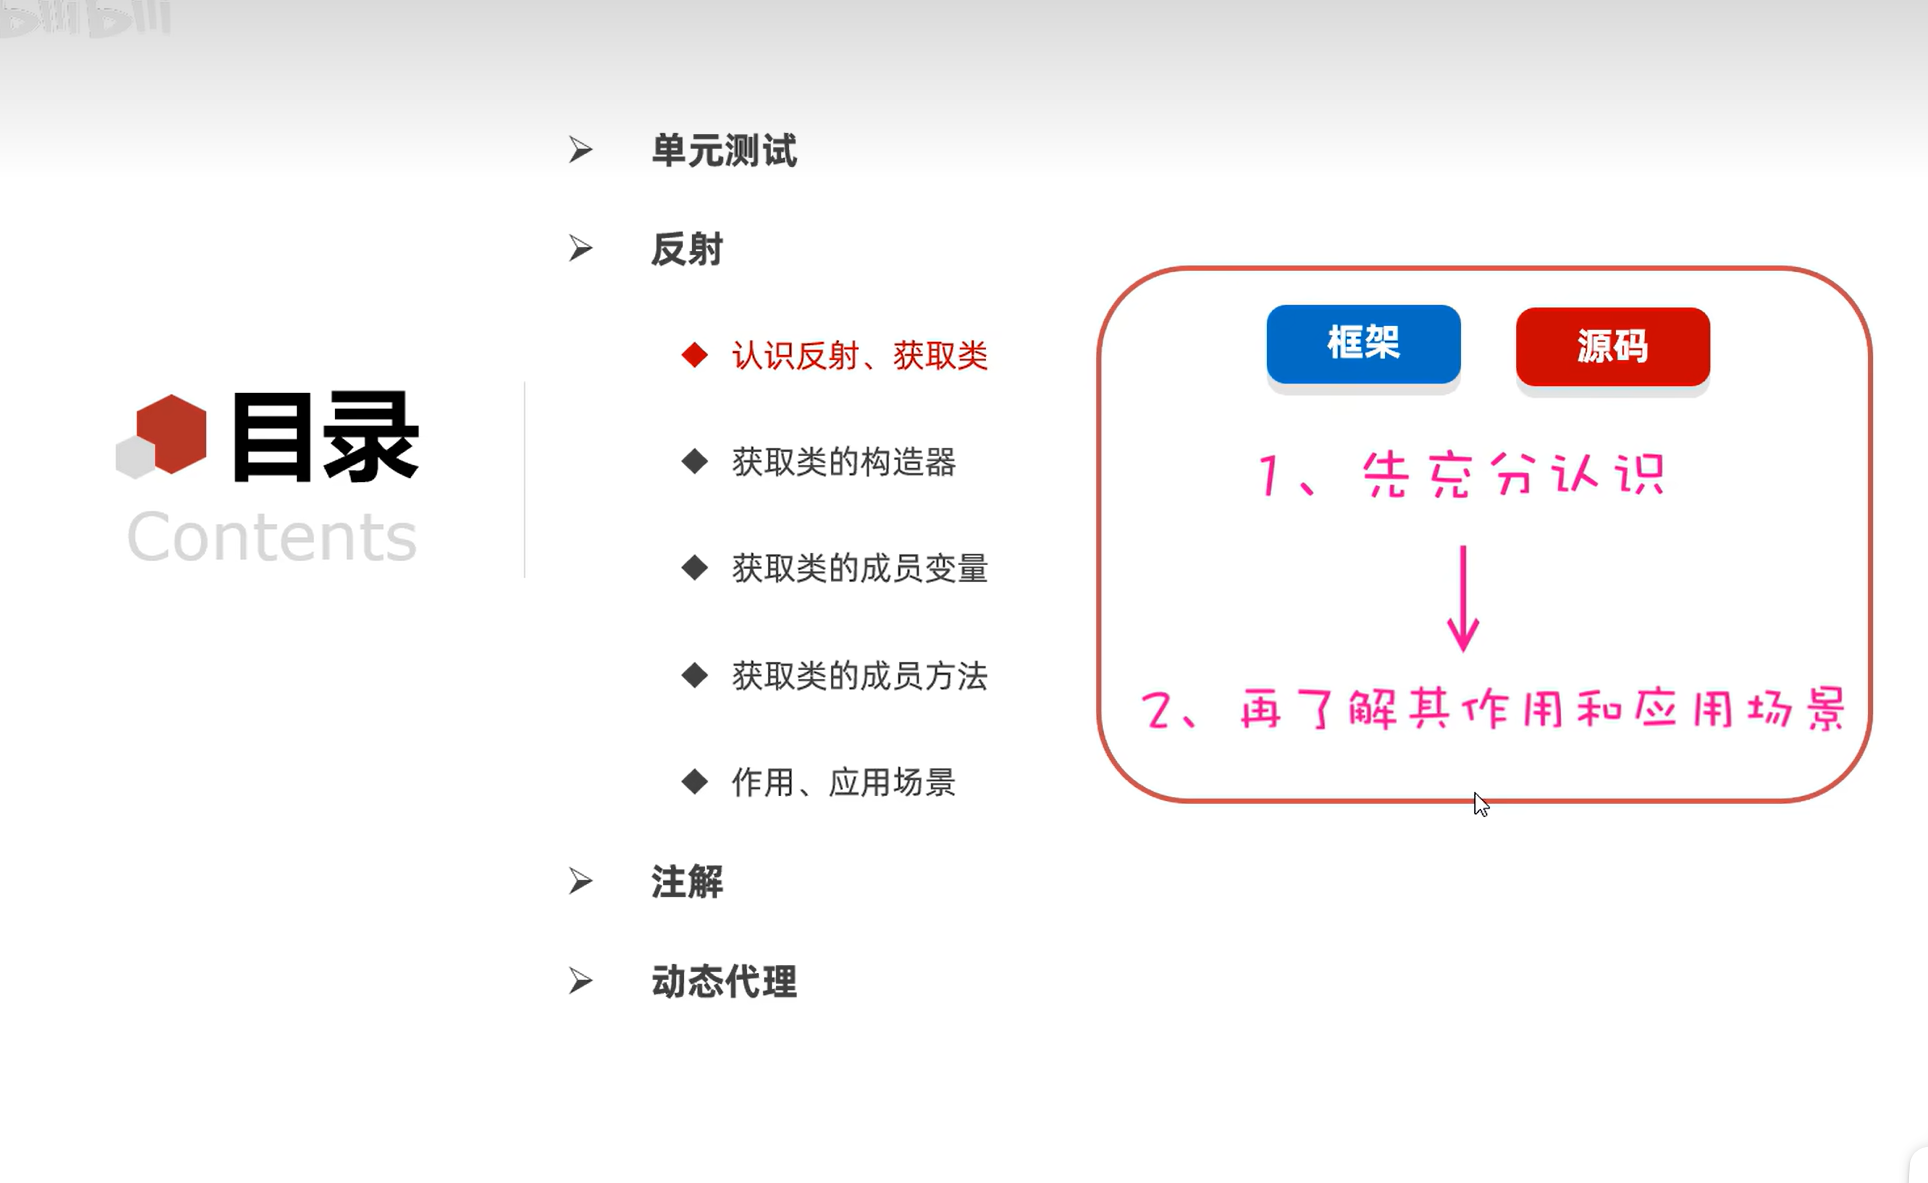 bilibili
目录
Contents
单元测试
反射
认识反射、获取类
获取类的构造器
获取类的成员变量
获取类的成员方法
作用、应用场景
注解
动态代理
框架
源码
1、先充分认识
2、再了解其作用和应用场景